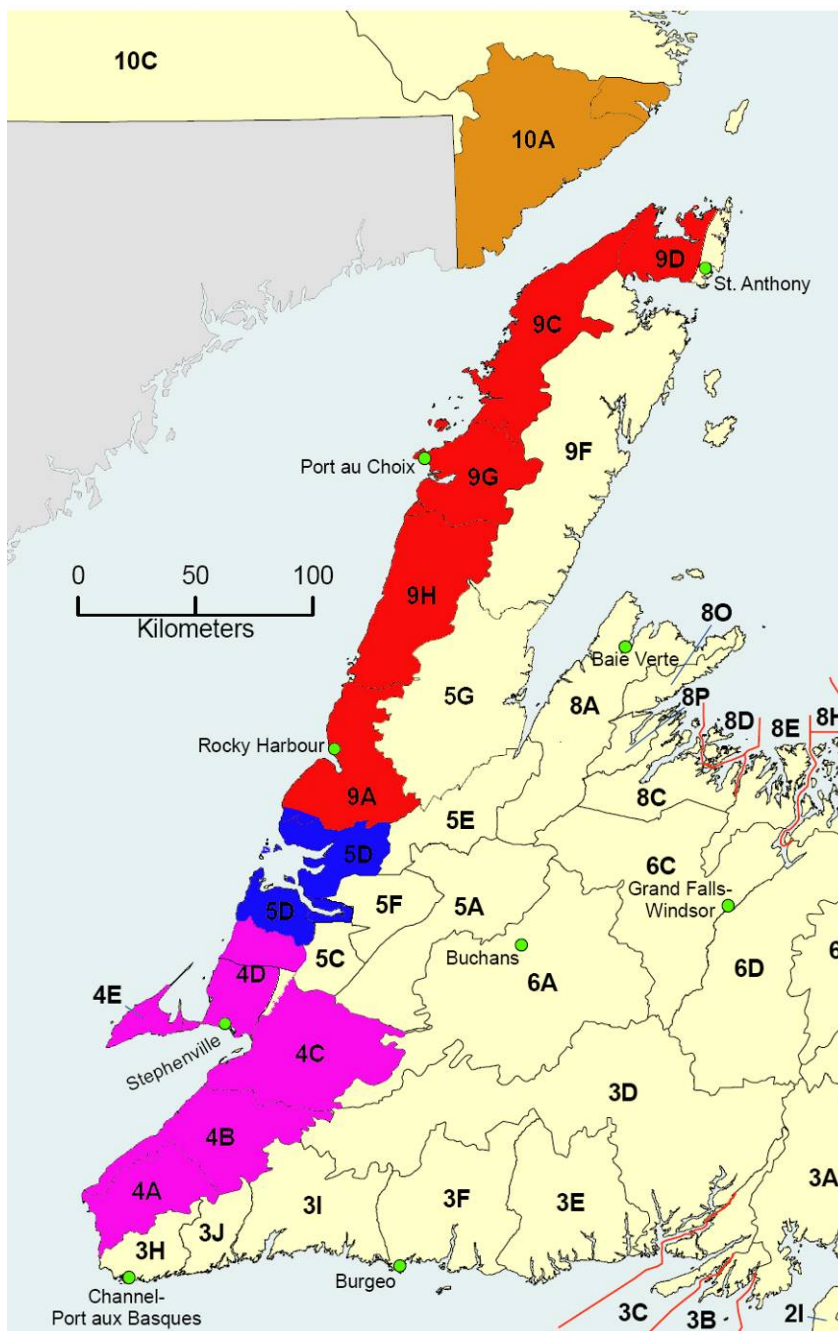 10C
10A
9D
St. Anthony
9C
Port au Choix
9G
9F
0 50 100
Kilometers
9H
8O
Baie Verte
5G
8A
8P
8D
8E
8H
Rocky Harbour
9A
8C
5E
5D
6C
Grand Falls-
Windsor
5D
5F
5A
Buchans
6A
5C
4D
6D
6
4E
Stephenville
4C
3D
4B
4A
3I
3F
3E
3A
3H
3J
Channel-
Port aux Basques
Burgeo
3C
3B
2I